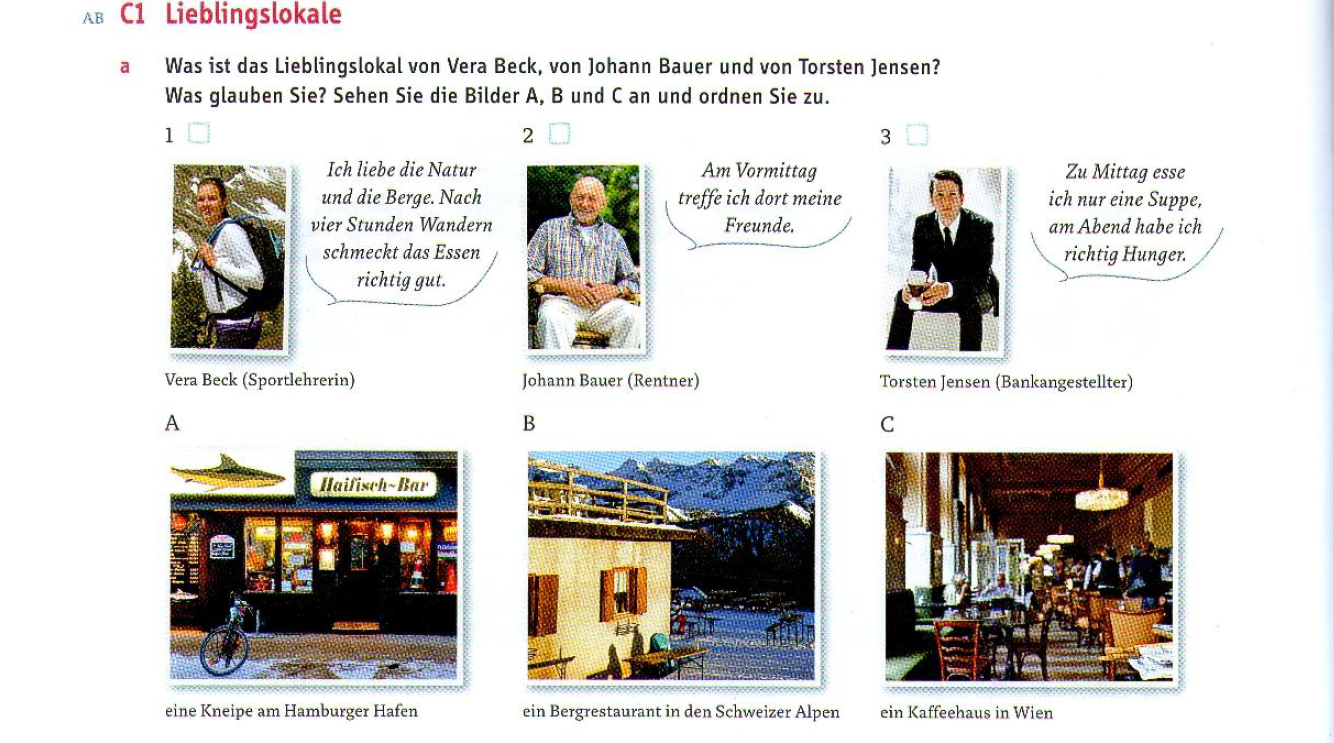 AB C1 Lieblingslokale
a Was ist das Lieblingslokal von Vera Beck, von Johann Bauer und von Torsten Jensen?
Was glauben Sie? Sehen Sie die Bilder A, B und C an und ordnen Sie zu.
1
Ich liebe die Natur
und die Berge. Nach
vier Stunden Wandern
schmeckt das Essen
richtig gut.
Vera Beck (Sportlehrerin)
2
Am Vormittag
treffe ich dort meine
Freunde.
Johann Bauer (Rentner)
3
Zu Mittag esse
ich nur eine Suppe,
am Abend habe ich
richtig Hunger.
Torsten Jensen (Bankangestellter)
A
Haifisch-Bar
eine Kneipe am Hamburger Hafen
B
ein Bergrestaurant in den Schweizer Alpen
C
ein Kaffeehaus in Wien